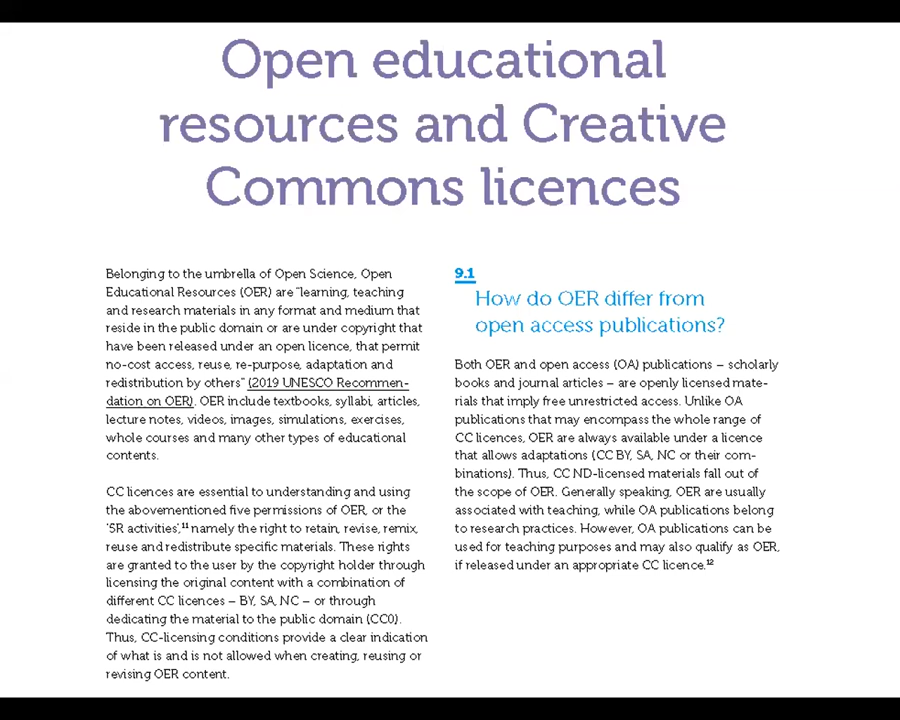 Open educational
resources and Creative
Commons licences
Belonging to the umbrella of Open Science, Open
Educational Resources (OER) are “learning, teaching
and research materials in any format and medium that
reside in the public domain or are under copyright that
have been released under an open licence, that permit
no-cost access, reuse, re-purpose, adaptation and
redistribution by others” (2019 UNESCO Recommen-
dation on OER). OER include textbooks, syllabi, articles,
lecture notes, videos, images, simulations, exercises,
whole courses and many other types of educational
contents.
CC licences are essential to understanding and using
the abovementioned five permissions of OER, or the
‘5R activities’,¹¹ namely the right to retain, revise, remix,
reuse and redistribute specific materials. These rights
are granted to the user by the copyright holder through
licensing the original content with a combination of
different CC licences – BY, SA, NC – or through
dedicating the material to the public domain (CC0).
Thus, CC-licensing conditions provide a clear indication
of what is and is not allowed when creating, reusing or
revising OER content.
9.1
How do OER differ from
open access publications?
Both OER and open access (OA) publications – scholarly
books and journal articles – are openly licensed mate-
rials that imply free unrestricted access. Unlike OA
publications that may encompass the whole range of
CC licences, OER are always available under a licence
that allows adaptations (CC BY, SA, NC or their com-
binations). Thus, CC ND-licensed materials fall out of
the scope of OER. Generally speaking, OER are usually
associated with teaching, while OA publications belong
to research practices. However, OA publications can be
used for teaching purposes and may also qualify as OER,
if released under an appropriate CC licence.¹²